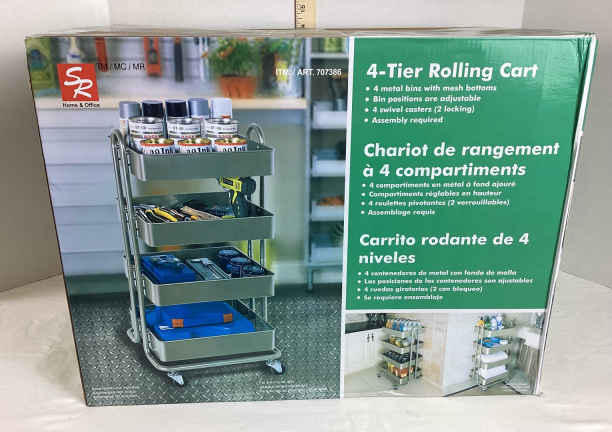 SR
TM / MC / MR
Home & Office
ITM. / ART. 707386
4-Tier Rolling Cart
• 4 metal bins with mesh bottoms
• Bin positions are adjustable
• 4 swivel casters (2 locking)
• Assembly required
Chariot de rangement
à 4 compartiments
• 4 compartiments en métal à fond ajouré
• Compartiments réglables en hauteur
• 4 roulettes pivotantes (2 verrouillables)
• Assemblage requis
Carrito rodante de 4
niveles
• 4 contenedores de metal con fondo de malla
• Las posiciones de los contenedores son ajustables
• 4 ruedas giratorias (2 con bloqueo)
• Se requiere ensamblaje